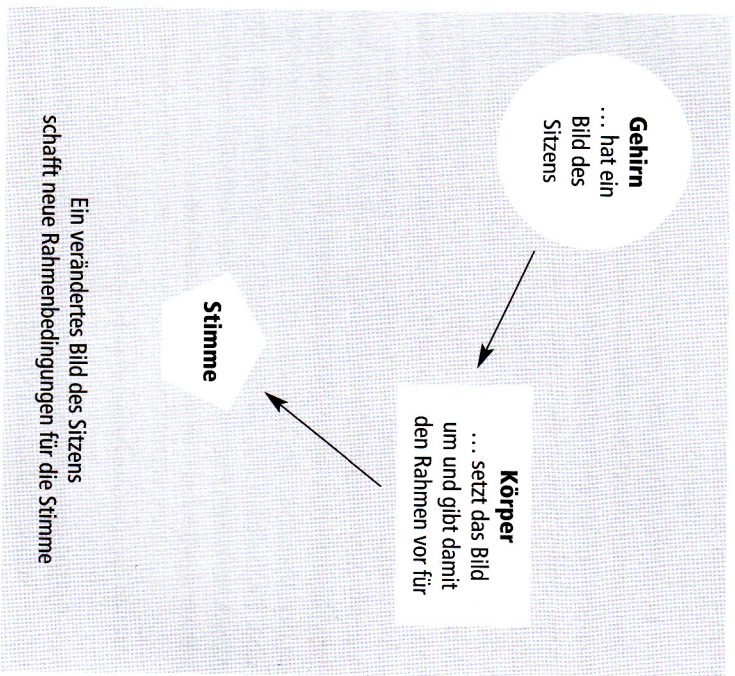 Gehirn
… hat ein
Bild des
Sitzens
Körper
… setzt das Bild
um und gibt damit
den Rahmen vor für
Stimme
Ein verändertes Bild des Sitzens
schafft neue Rahmenbedingungen für die Stimme